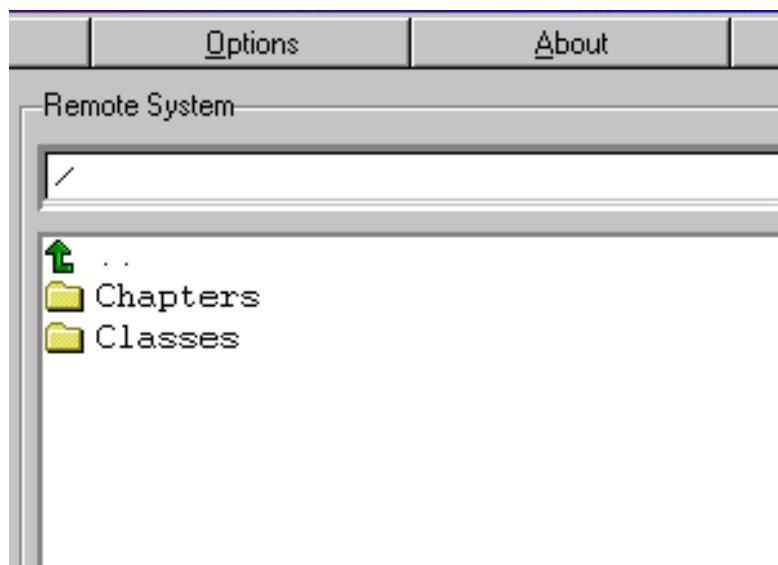 Options About
Remote System
/
..
Chapters
Classes